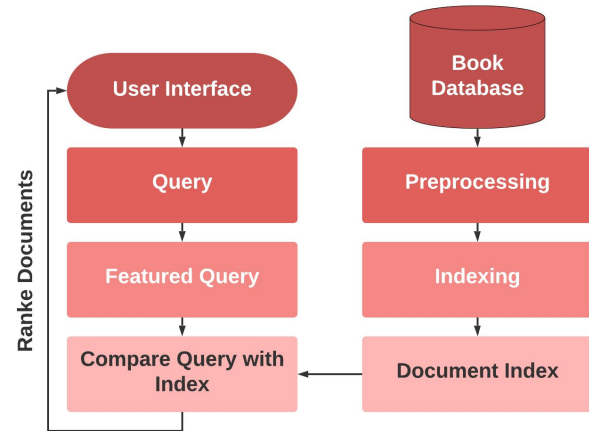 User Interface
Book
Database
Query
Preprocessing
Featured Query
Indexing
Compare Query with
Index
Document Index
Ranke Documents